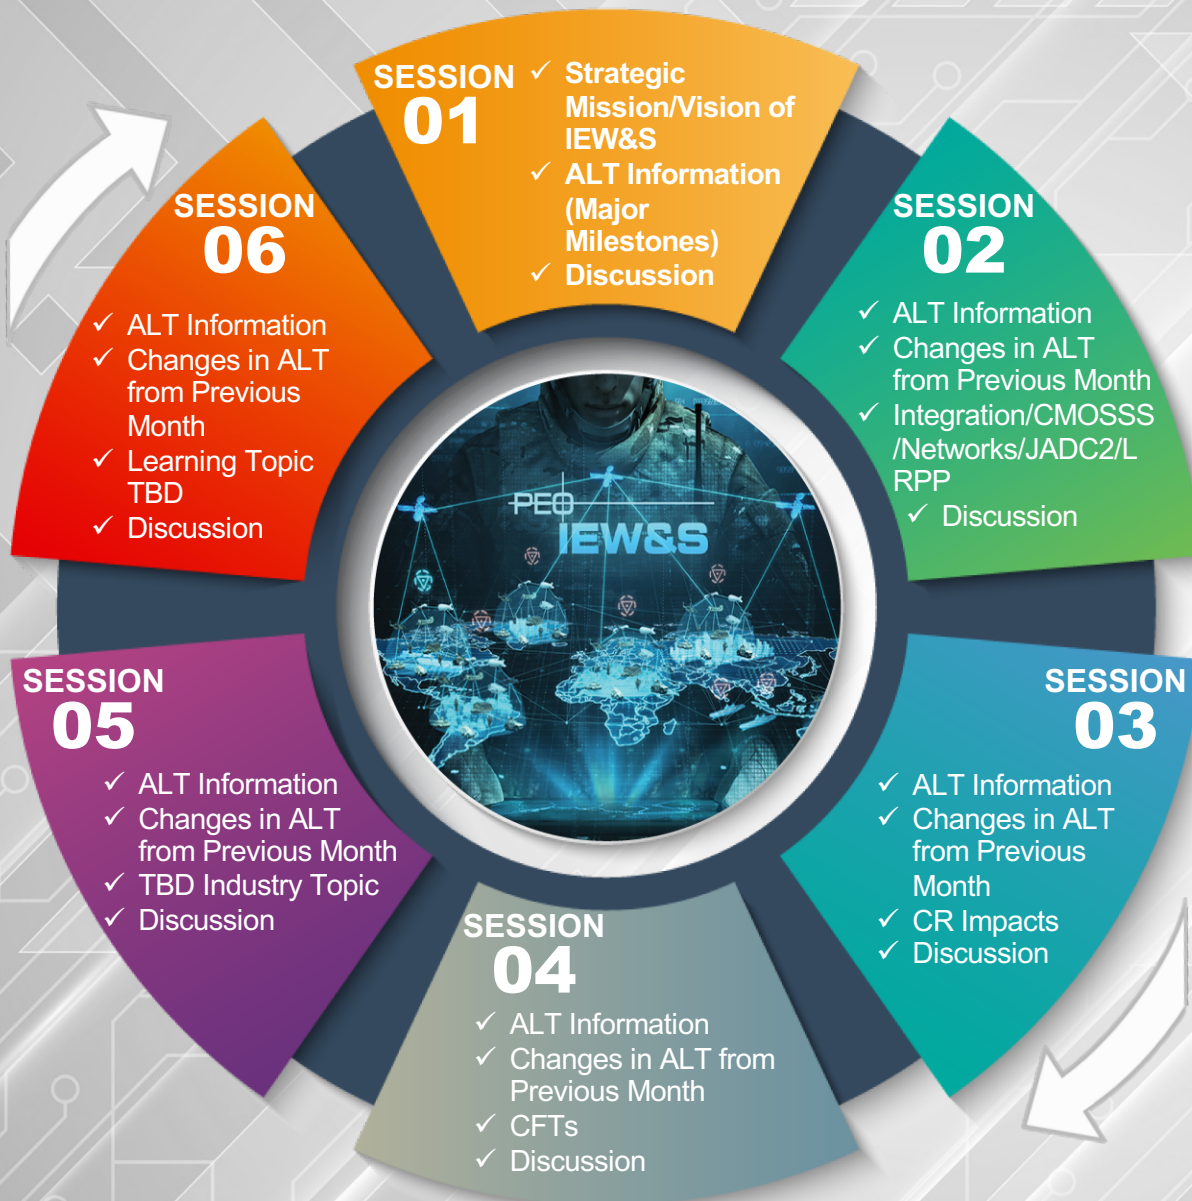 SESSION
01
✓ Strategic
Mission/Vision of
IEW&S
✓ ALT Information
(Major
Milestones)
✓ Discussion
SESSION
02
✓ ALT Information
✓ Changes in ALT
from Previous Month
✓ Integration/CMOSSS
/Networks/JADC2/L
RPP
✓ Discussion
SESSION
03
✓ ALT Information
✓ Changes in ALT
from Previous
Month
✓ CR Impacts
✓ Discussion
SESSION
04
✓ ALT Information
✓ Changes in ALT from
Previous Month
✓ CFTs
✓ Discussion
SESSION
05
✓ ALT Information
✓ Changes in ALT
from Previous Month
✓ TBD Industry Topic
✓ Discussion
SESSION
06
✓ ALT Information
✓ Changes in ALT
from Previous
Month
✓ Learning Topic
TBD
✓ Discussion
PEO
IEW&S